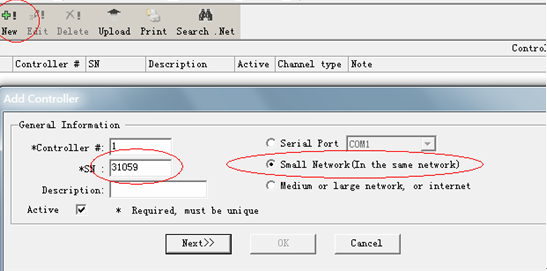 New Edit Delete Upload Print Search .Net
Contro
Controller # SN Description Active Channel type Note
Add Controller
General Information
*Controller #: 1
*SN : 31059
Description:
Active * Required, must be unique
Serial Port COM1
Small Network(In the same network)
Medium or large network, or internet
Next>> OK Cancel